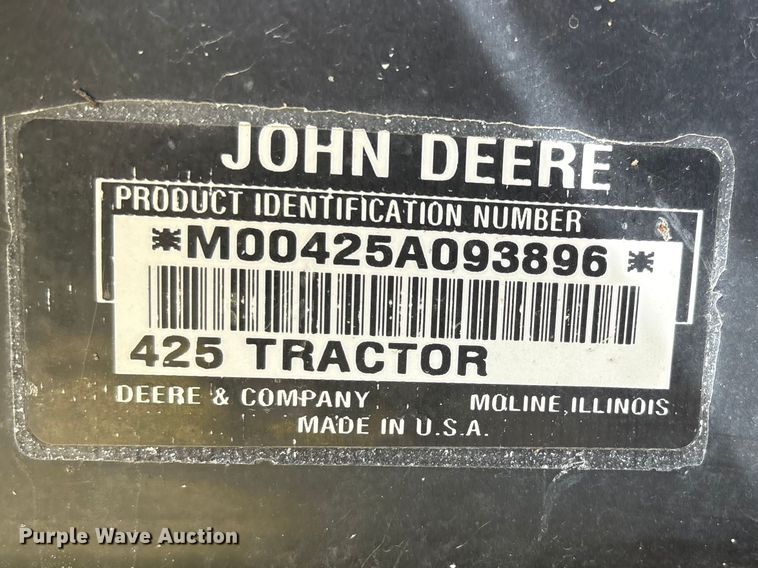 JOHN DEERE
PRODUCT IDENTIFICATION NUMBER
*M00425A093896*
425 TRACTOR
DEERE & COMPANY MOLINE, ILLINOIS
MADE IN U.S.A.
Purple Wave Auction